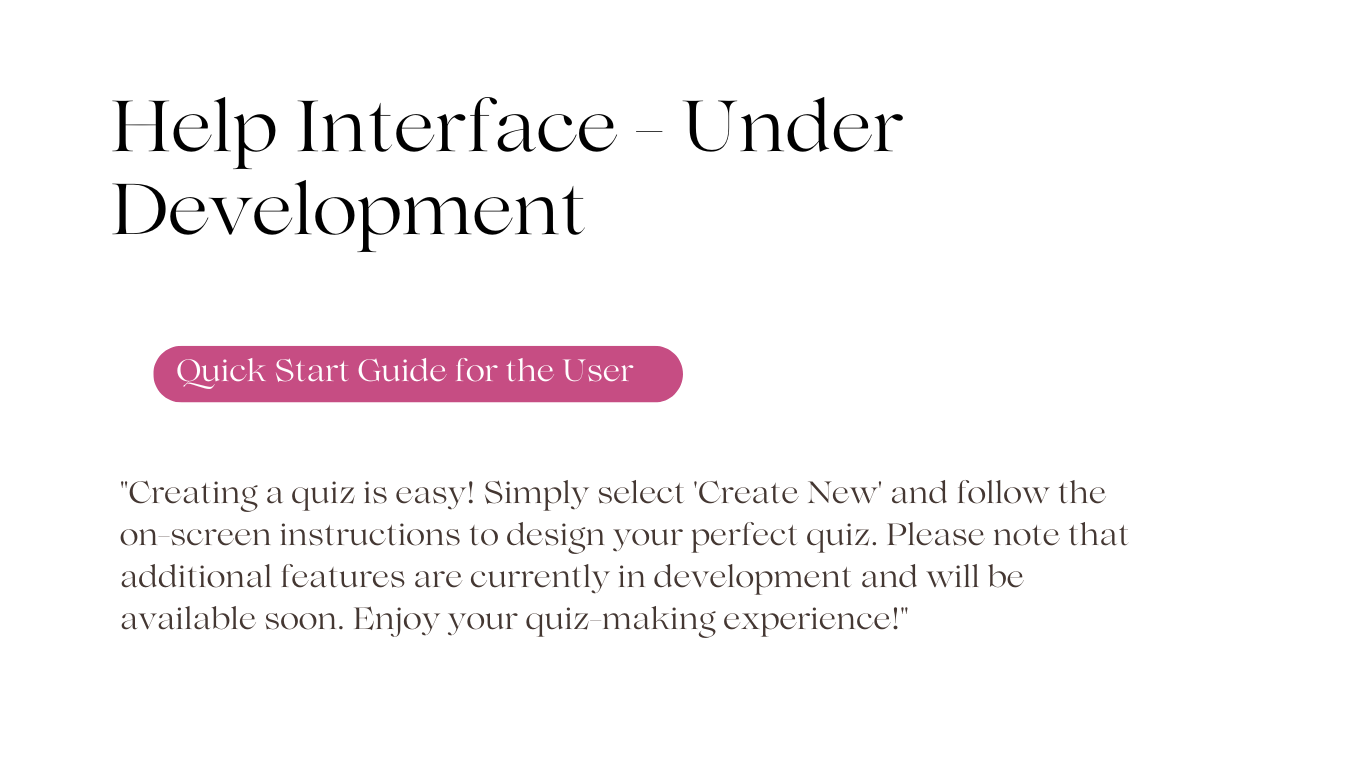 Help Interface - Under
Development
Quick Start Guide for the User
"Creating a quiz is easy! Simply select 'Create New' and follow the
on-screen instructions to design your perfect quiz. Please note that
additional features are currently in development and will be
available soon. Enjoy your quiz-making experience!"